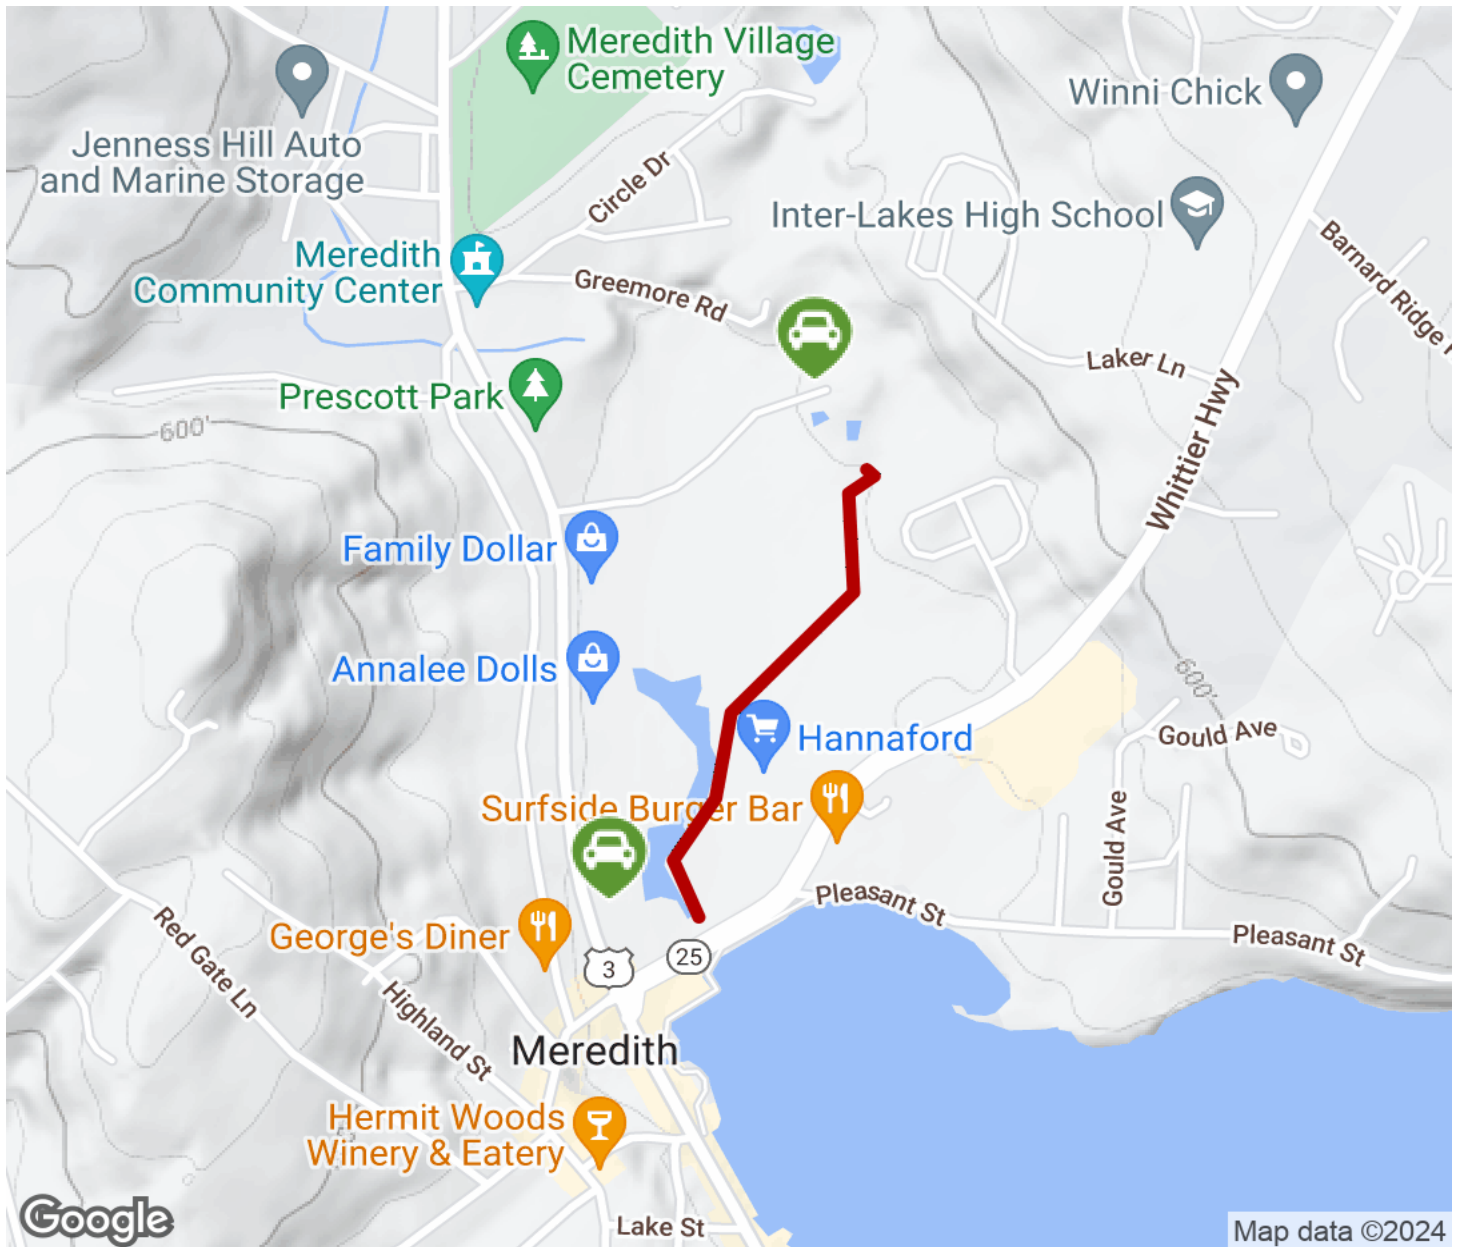 Meredith Village
Cemetery
Winni Chick
Jenness Hill Auto
and Marine Storage
Circle Dr
Inter-Lakes High School
Barnard Ridge
Meredith
Community Center
Greemore Rd
Laker Ln
Prescott Park
600'
Whittier Hwy
Family Dollar
Annalee Dolls
600'
Gould Ave
Hannaford
Surfside Burger Bar
Gould Ave
Pleasant St
George's Diner
Pleasant St
25
3
Red Gate Ln
Highland St
Meredith
Hermit Woods
Winery & Eatery
Lake St
Google
Map data ©2024